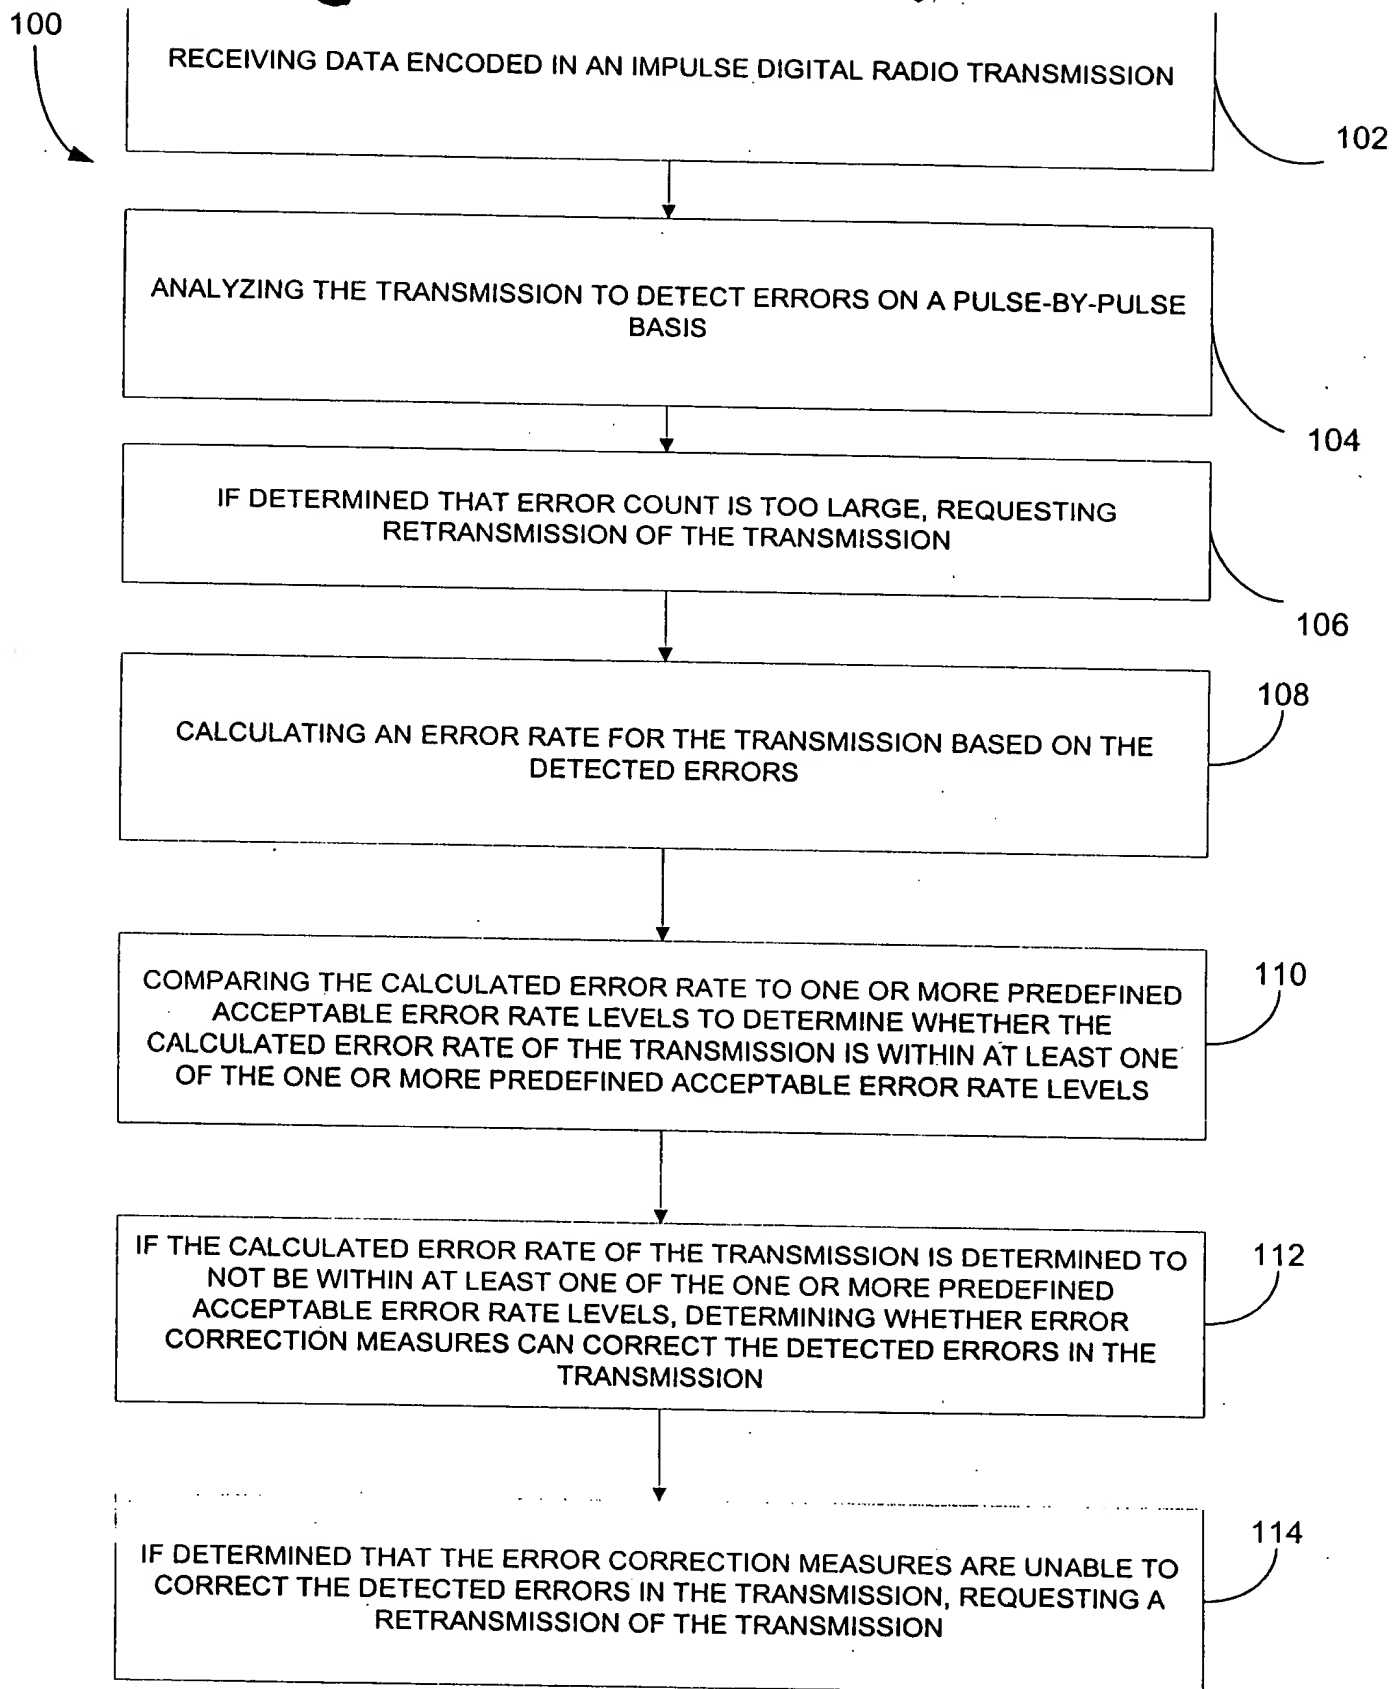 100
RECEIVING DATA ENCODED IN AN IMPULSE DIGITAL RADIO TRANSMISSION
102
ANALYZING THE TRANSMISSION TO DETECT ERRORS ON A PULSE-BY-PULSE
BASIS
104
IF DETERMINED THAT ERROR COUNT IS TOO LARGE, REQUESTING
RETRANSMISSION OF THE TRANSMISSION
106
108
CALCULATING AN ERROR RATE FOR THE TRANSMISSION BASED ON THE
DETECTED ERRORS
110
COMPARING THE CALCULATED ERROR RATE TO ONE OR MORE PREDEFINED
ACCEPTABLE ERROR RATE LEVELS TO DETERMINE WHETHER THE
CALCULATED ERROR RATE OF THE TRANSMISSION IS WITHIN AT LEAST ONE
OF THE ONE OR MORE PREDEFINED ACCEPTABLE ERROR RATE LEVELS
112
IF THE CALCULATED ERROR RATE OF THE TRANSMISSION IS DETERMINED TO
NOT BE WITHIN AT LEAST ONE OF THE ONE OR MORE PREDEFINED
ACCEPTABLE ERROR RATE LEVELS, DETERMINING WHETHER ERROR
CORRECTION MEASURES CAN CORRECT THE DETECTED ERRORS IN THE
TRANSMISSION
114
IF DETERMINED THAT THE ERROR CORRECTION MEASURES ARE UNABLE TO
CORRECT THE DETECTED ERRORS IN THE TRANSMISSION, REQUESTING A
RETRANSMISSION OF THE TRANSMISSION